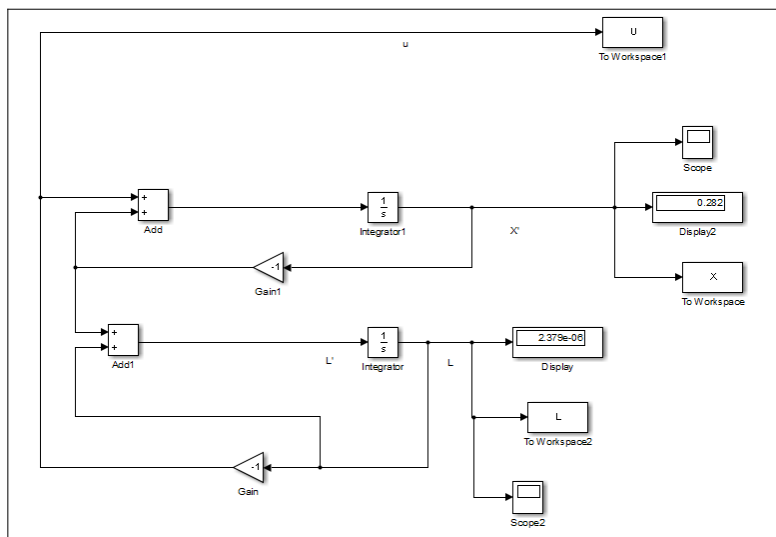 U
u
To Workspace1
Scope
+
+
Add
1
s
Integrator1
X'
0.282
Display2
-1
Gain1
X
To Workspace
+
+
Add1
L'
1
s
Integrator
L
2.379e-06
Display
L
To Workspace2
-1
Gain
Scope2